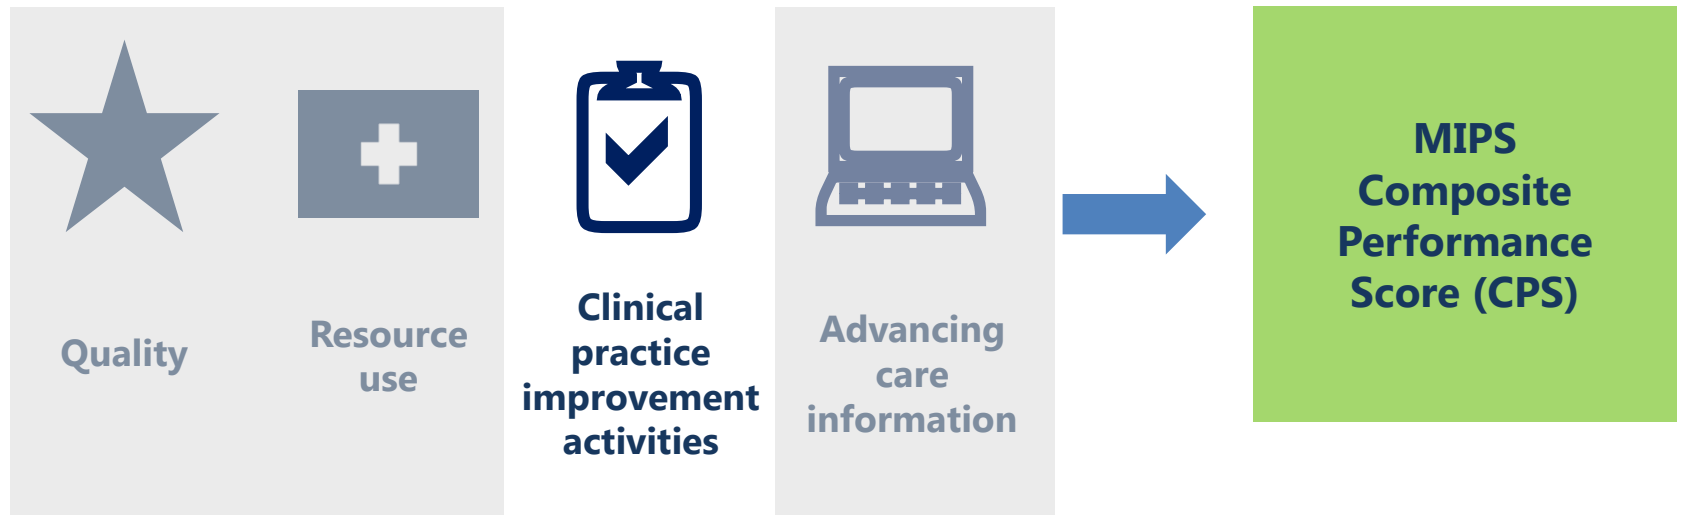 Quality
Resource
use
Clinical
practice
improvement
activities
Advancing
care
information
MIPS
Composite
Performance
Score (CPS)